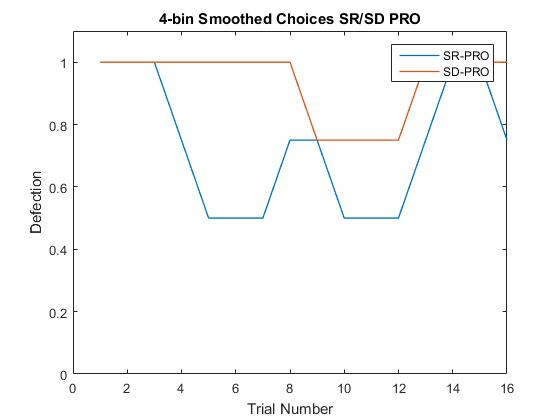 4-bin Smoothed Choices SR/SD PRO
SR-PRO
SD-PRO
1
0.8
0.6
0.4
0.2
0
Defection
0 2 4 6 8 10 12 14 16
Trial Number